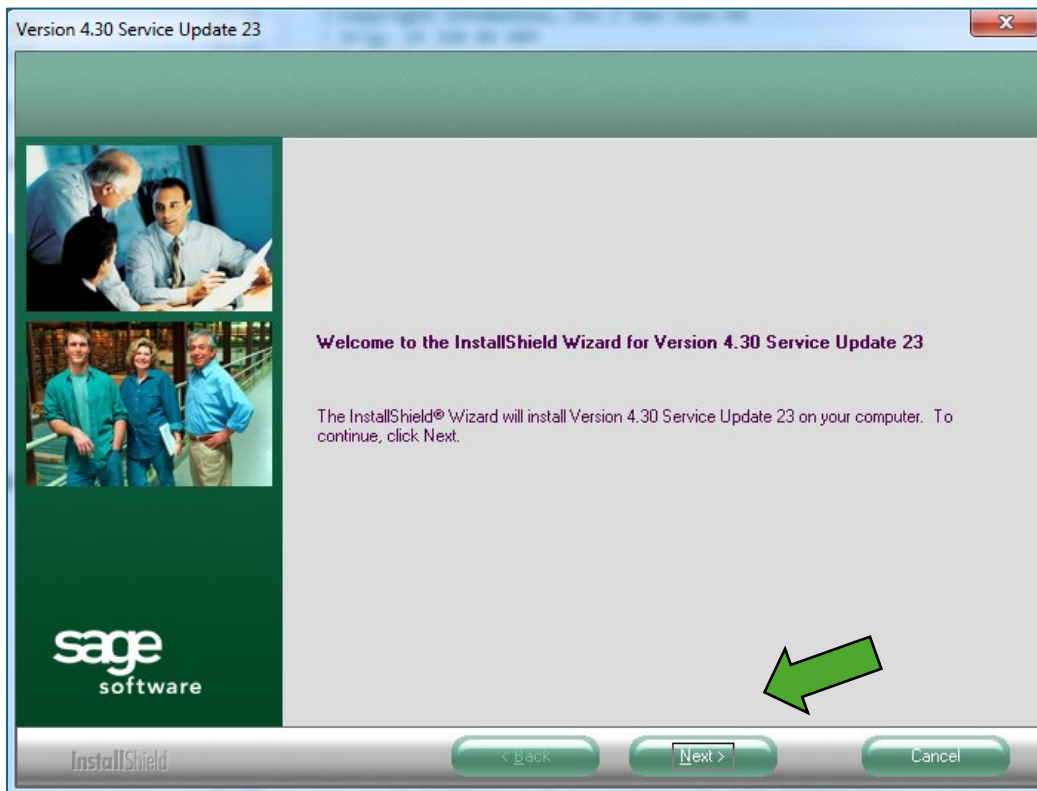 Version 4.30 Service Update 23
Welcome to the InstallShield Wizard for Version 4.30 Service Update 23
The InstallShield® Wizard will install Version 4.30 Service Update 23 on your computer. To
continue, click Next.
sage
software
InstallShield
< Back
Next >
Cancel